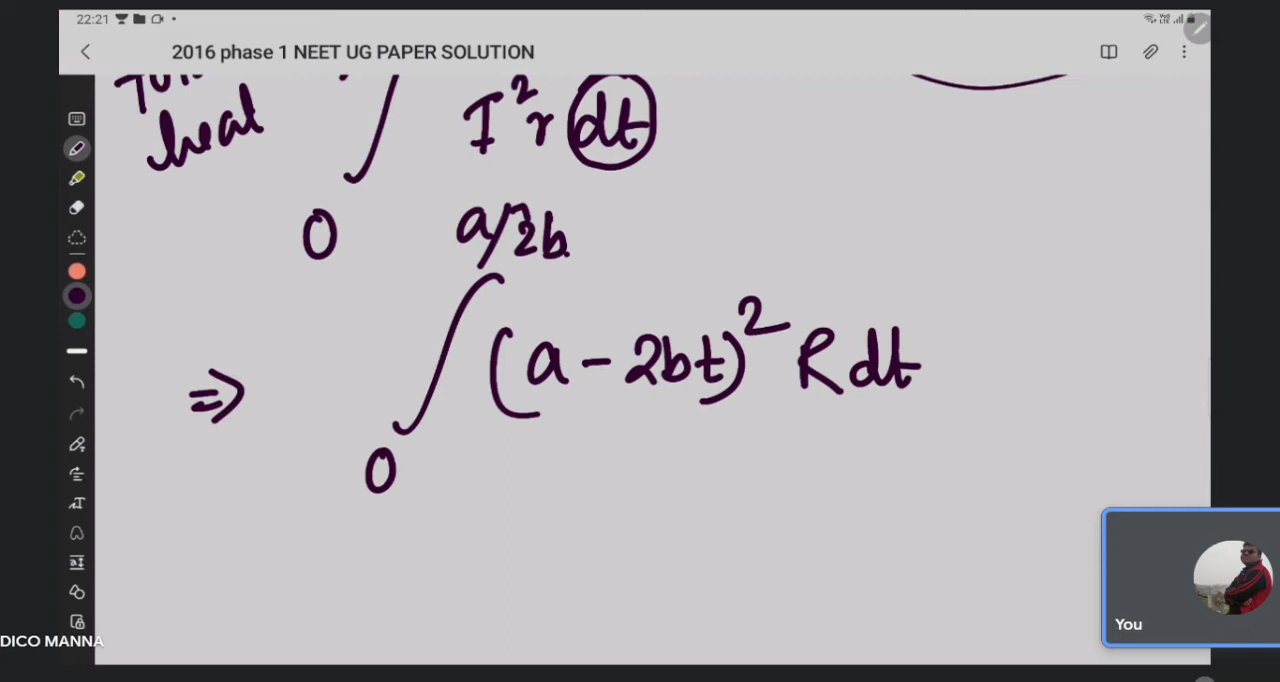 22:21
2016 phase 1 NEET UG PAPER SOLUTION
heat
I²r dt
0
a/2b
⇒ ∫ (a - 2bt)² R dt
0
You
DICO MANNA